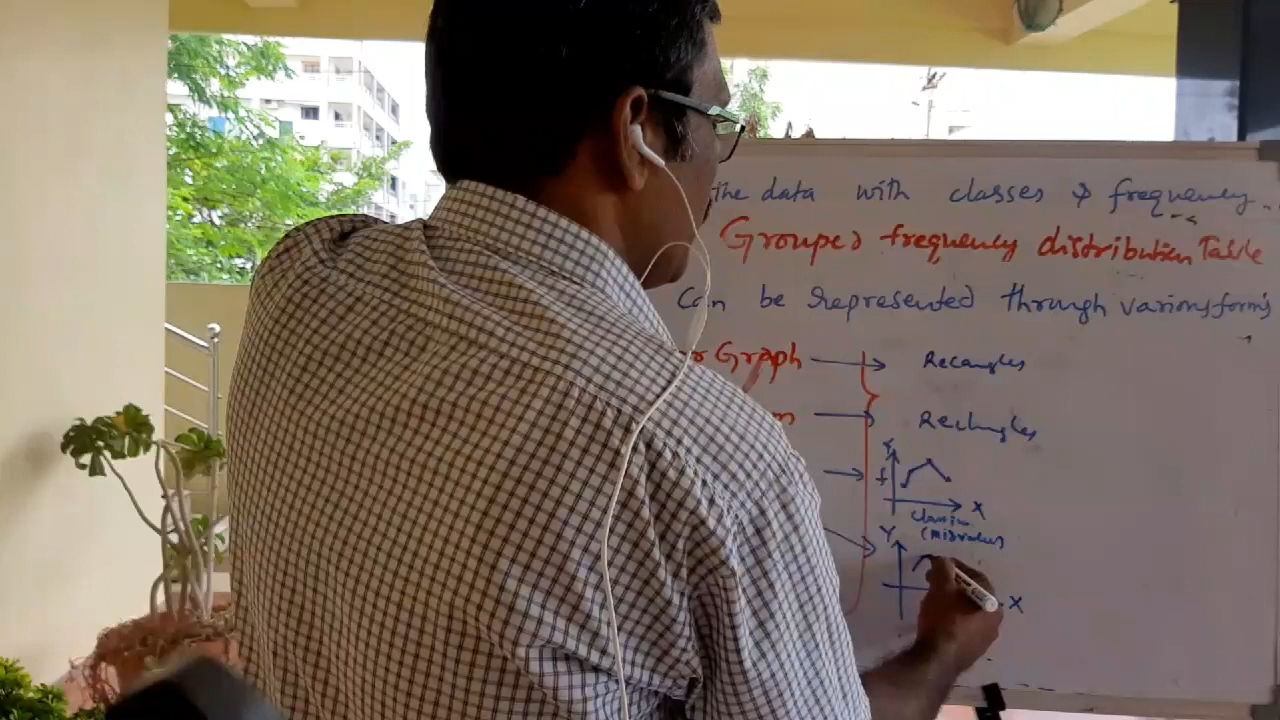 The data with classes & frequency.
Grouped frequency distribution Table
Can be represented through various forms
Graph → Recangles
→ Rectngles
Y
f
X
classes
(midvalues)
Y
X